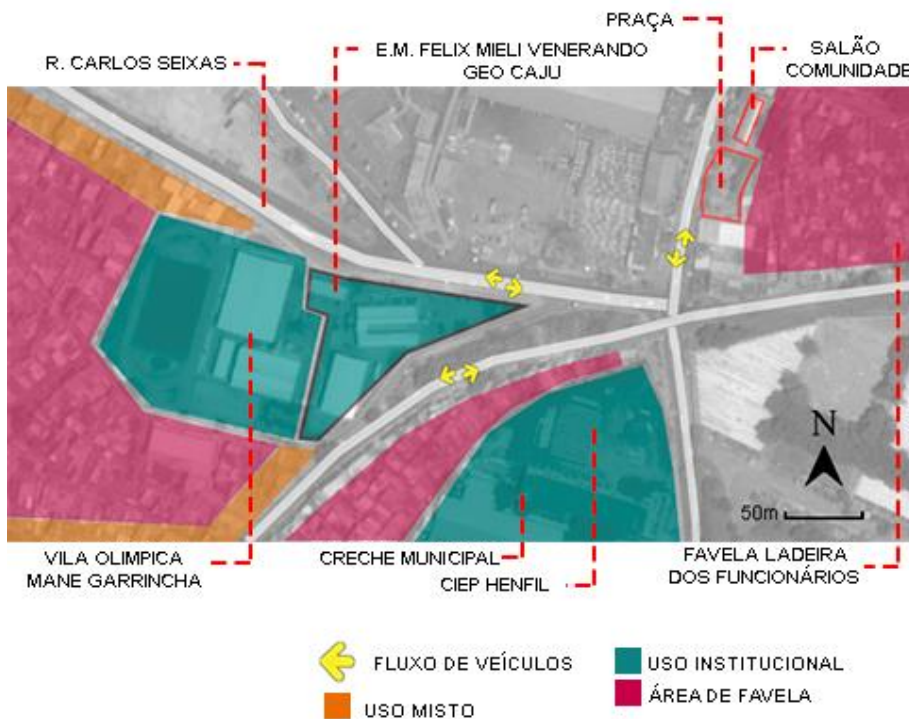 PRAÇA
R. CARLOS SEIXAS
E.M. FELIX MIELI VENERANDO
GEO CAJU
SALÃO
COMUNIDADE
N
50m
VILA OLIMPICA
MANE GARRINCHA
CRECHE MUNICIPAL
CIEP HENFIL
FAVELA LADEIRA
DOS FUNCIONÁRIOS
FLUXO DE VEÍCULOS
USO INSTITUCIONAL
USO MISTO
ÁREA DE FAVELA